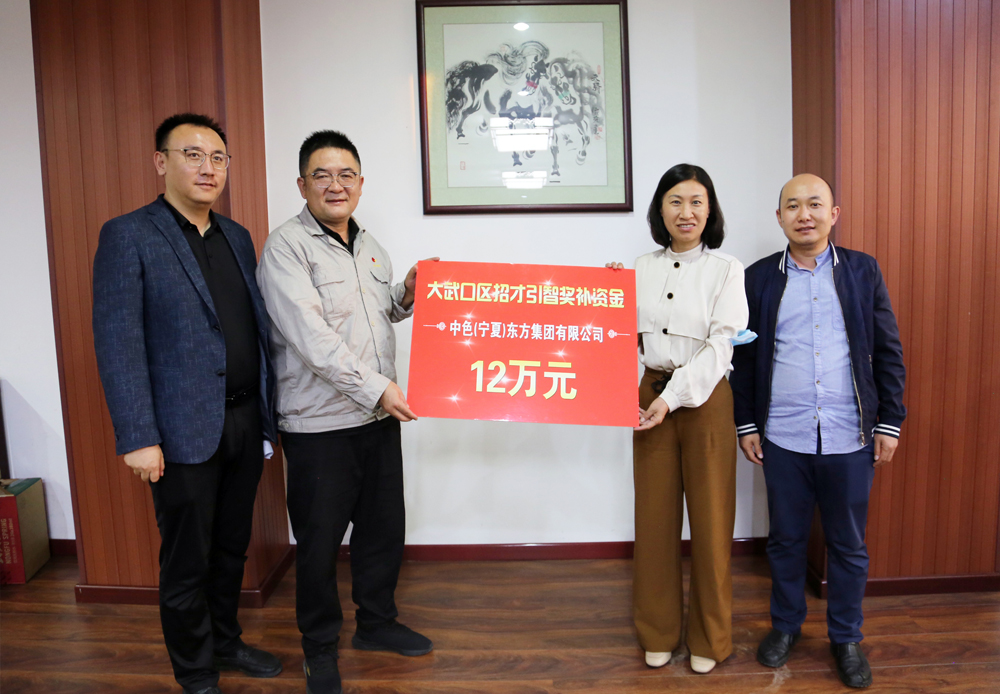 大武口区招才引智奖补资金
中色(宁夏)东方集团有限公司
12万元